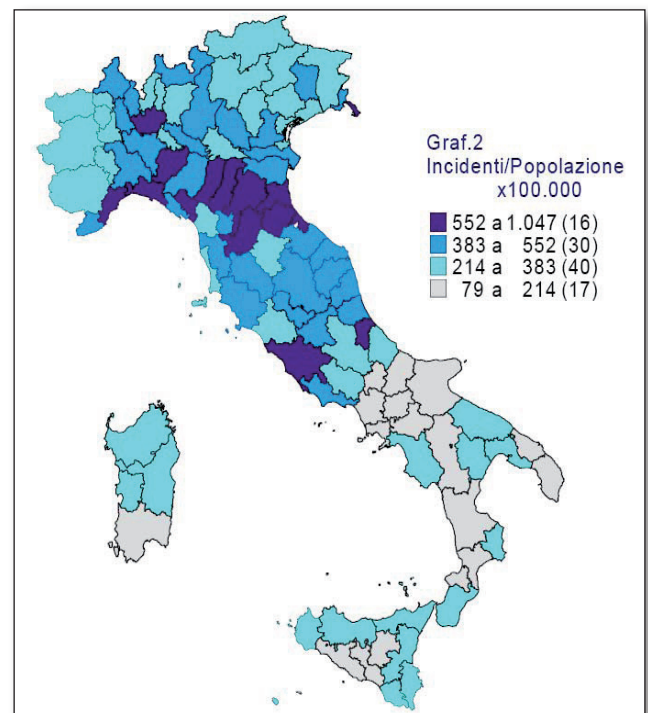 Graf.2
Incidenti/Popolazione
x100.000
552 a 1.047 (16)
383 a 552 (30)
214 a 383 (40)
79 a 214 (17)